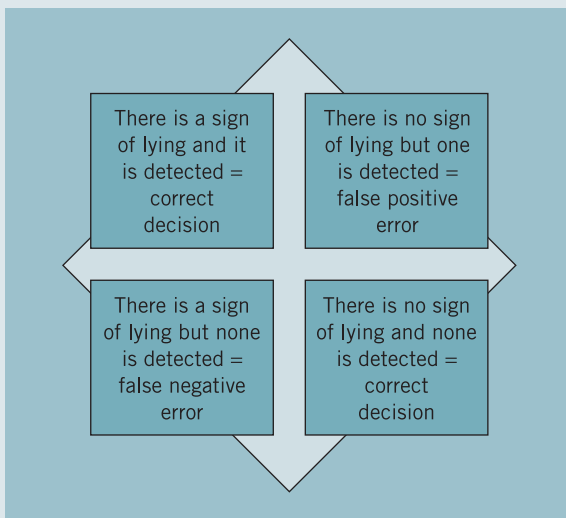 There is a sign
of lying and it
is detected =
correct
decision
There is no sign
of lying but one
is detected =
false positive
error
There is a sign
of lying but none
is detected =
false negative
error
There is no sign
of lying and none
is detected =
correct
decision